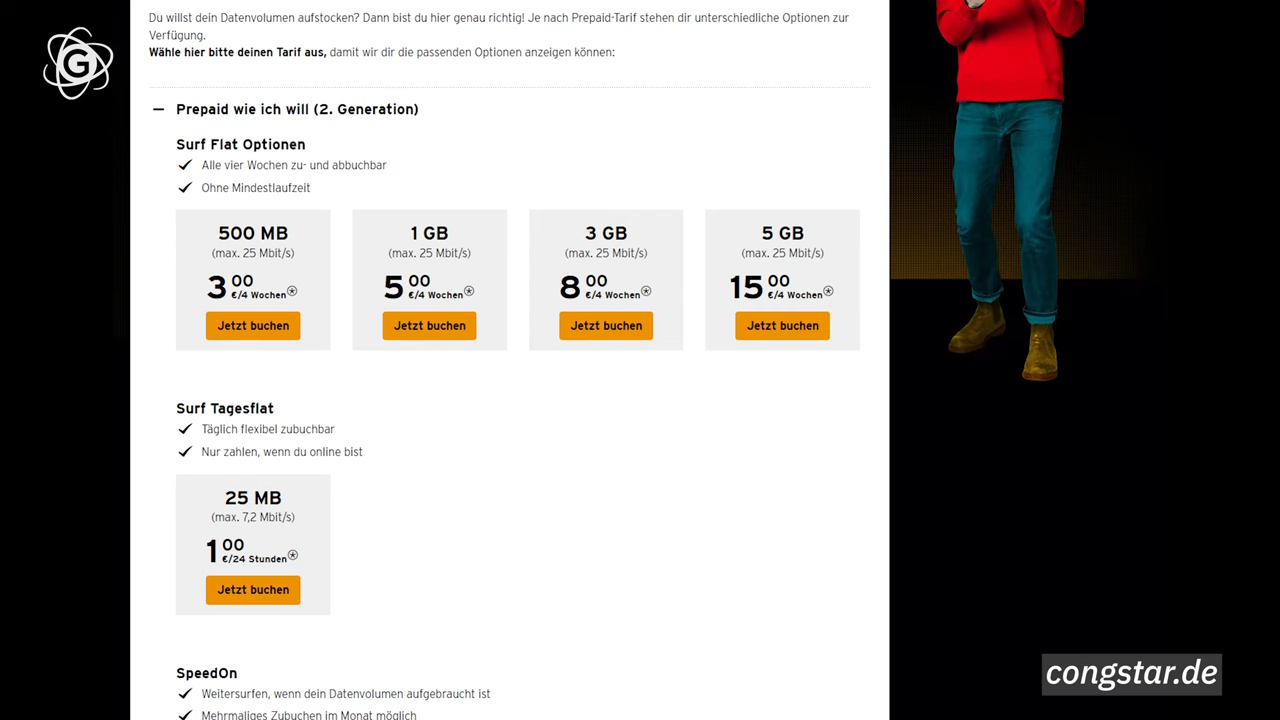 Du willst dein Datenvolumen aufstocken? Dann bist du hier genau richtig! Je nach Prepaid-Tarif stehen dir unterschiedliche Optionen zur
Verfügung.
Wähle hier bitte deinen Tarif aus, damit wir dir die passenden Optionen anzeigen können:
G
Prepaid wie ich will (2. Generation)
Surf Flat Optionen
Alle vier Wochen zu- und abbuchbar
Ohne Mindestlaufzeit
500 MB
(max. 25 Mbit/s)
3 00
€/4 Wochen
Jetzt buchen
1 GB
(max. 25 Mbit/s)
5 00
€/4 Wochen
Jetzt buchen
3 GB
(max. 25 Mbit/s)
8 00
€/4 Wochen
Jetzt buchen
5 GB
(max. 25 Mbit/s)
15 00
€/4 Wochen
Jetzt buchen
Surf Tagesflat
Täglich flexibel zubuchbar
Nur zahlen, wenn du online bist
25 MB
(max. 7,2 Mbit/s)
1 00
€/24 Stunden
Jetzt buchen
SpeedOn
Weitersurfen, wenn dein Datenvolumen aufgebraucht ist
Mehrmaliges Zubuchen im Monat möglich
congstar.de